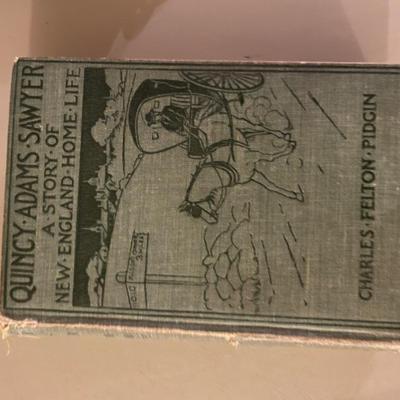 QUINCY·ADAMS·SAWYER
A·STORY·OF
NEW·ENGLAND·HOME·LIFE
CHARLES·FELTON·PIDGIN